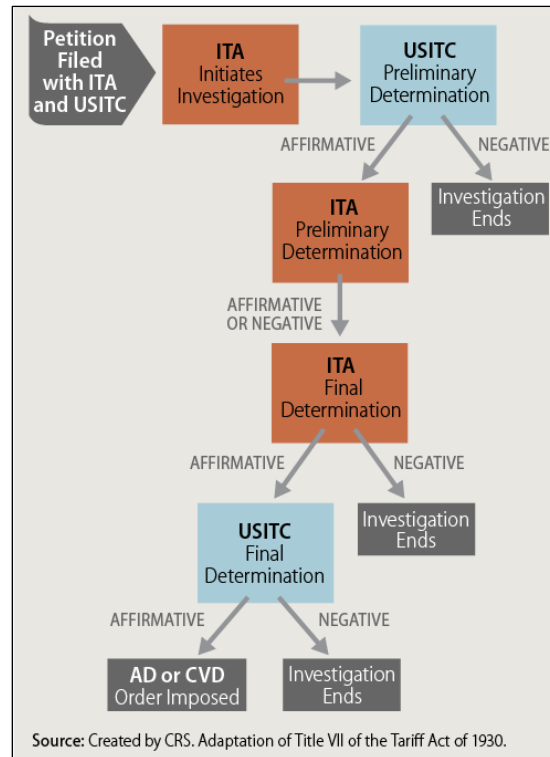 Petition
Filed
with ITA
and USITC
ITA
Initiates
Investigation
USITC
Preliminary
Determination
AFFIRMATIVE
NEGATIVE
ITA
Preliminary
Determination
Investigation
Ends
AFFIRMATIVE
OR NEGATIVE
ITA
Final
Determination
AFFIRMATIVE
NEGATIVE
USITC
Final
Determination
Investigation
Ends
AFFIRMATIVE
NEGATIVE
AD or CVD
Order Imposed
Investigation
Ends
Source: Created by CRS. Adaptation of Title VII of the Tariff Act of 1930.